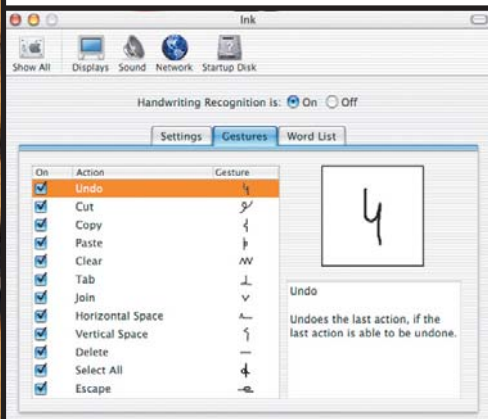 Ink
Show All Displays Sound Network Startup Disk
Handwriting Recognition is: On Off
Settings Gestures Word List
On Action Gesture
Undo
Cut
Copy
Paste
Clear
Tab
Join
Horizontal Space
Vertical Space
Delete
Select All
Escape
Undo
Undoes the last action, if the
last action is able to be undone.